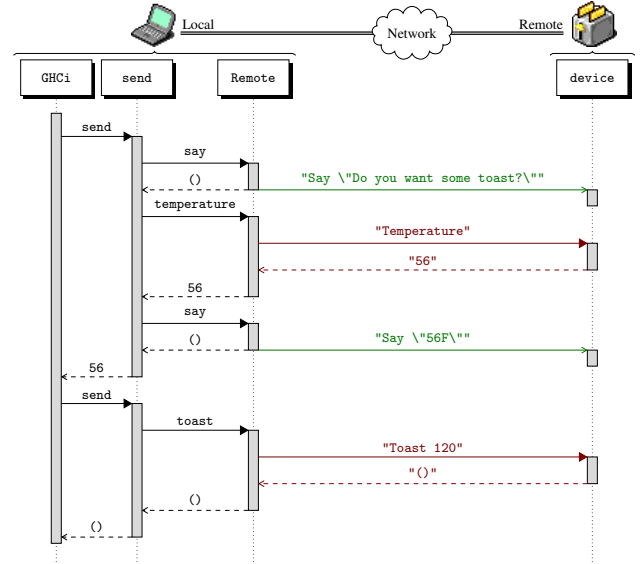 Local Network Remote
GHCi send Remote device
send
say
() "Say \"Do you want some toast?\""
temperature
"Temperature"
"56"
56
say
() "Say \"56F\""
56
send
toast
"Toast 120"
"()"
()
()